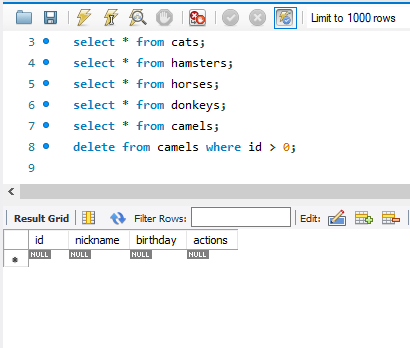 Limit to 1000 rows
3 select * from cats;
4 select * from hamsters;
5 select * from horses;
6 select * from donkeys;
7 select * from camels;
8 delete from camels where id > 0;
9
Result Grid Filter Rows: Edit:
id nickname birthday actions
NULL NULL NULL NULL